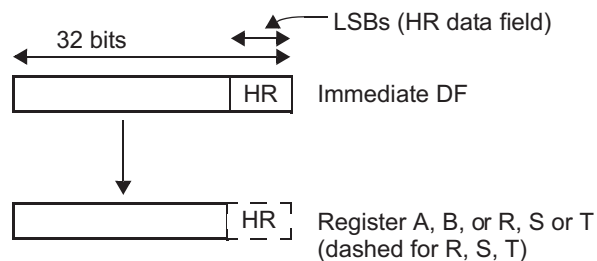 LSBs (HR data field)
32 bits
HR
Immediate DF
HR
Register A, B, or R, S or T
(dashed for R, S, T)